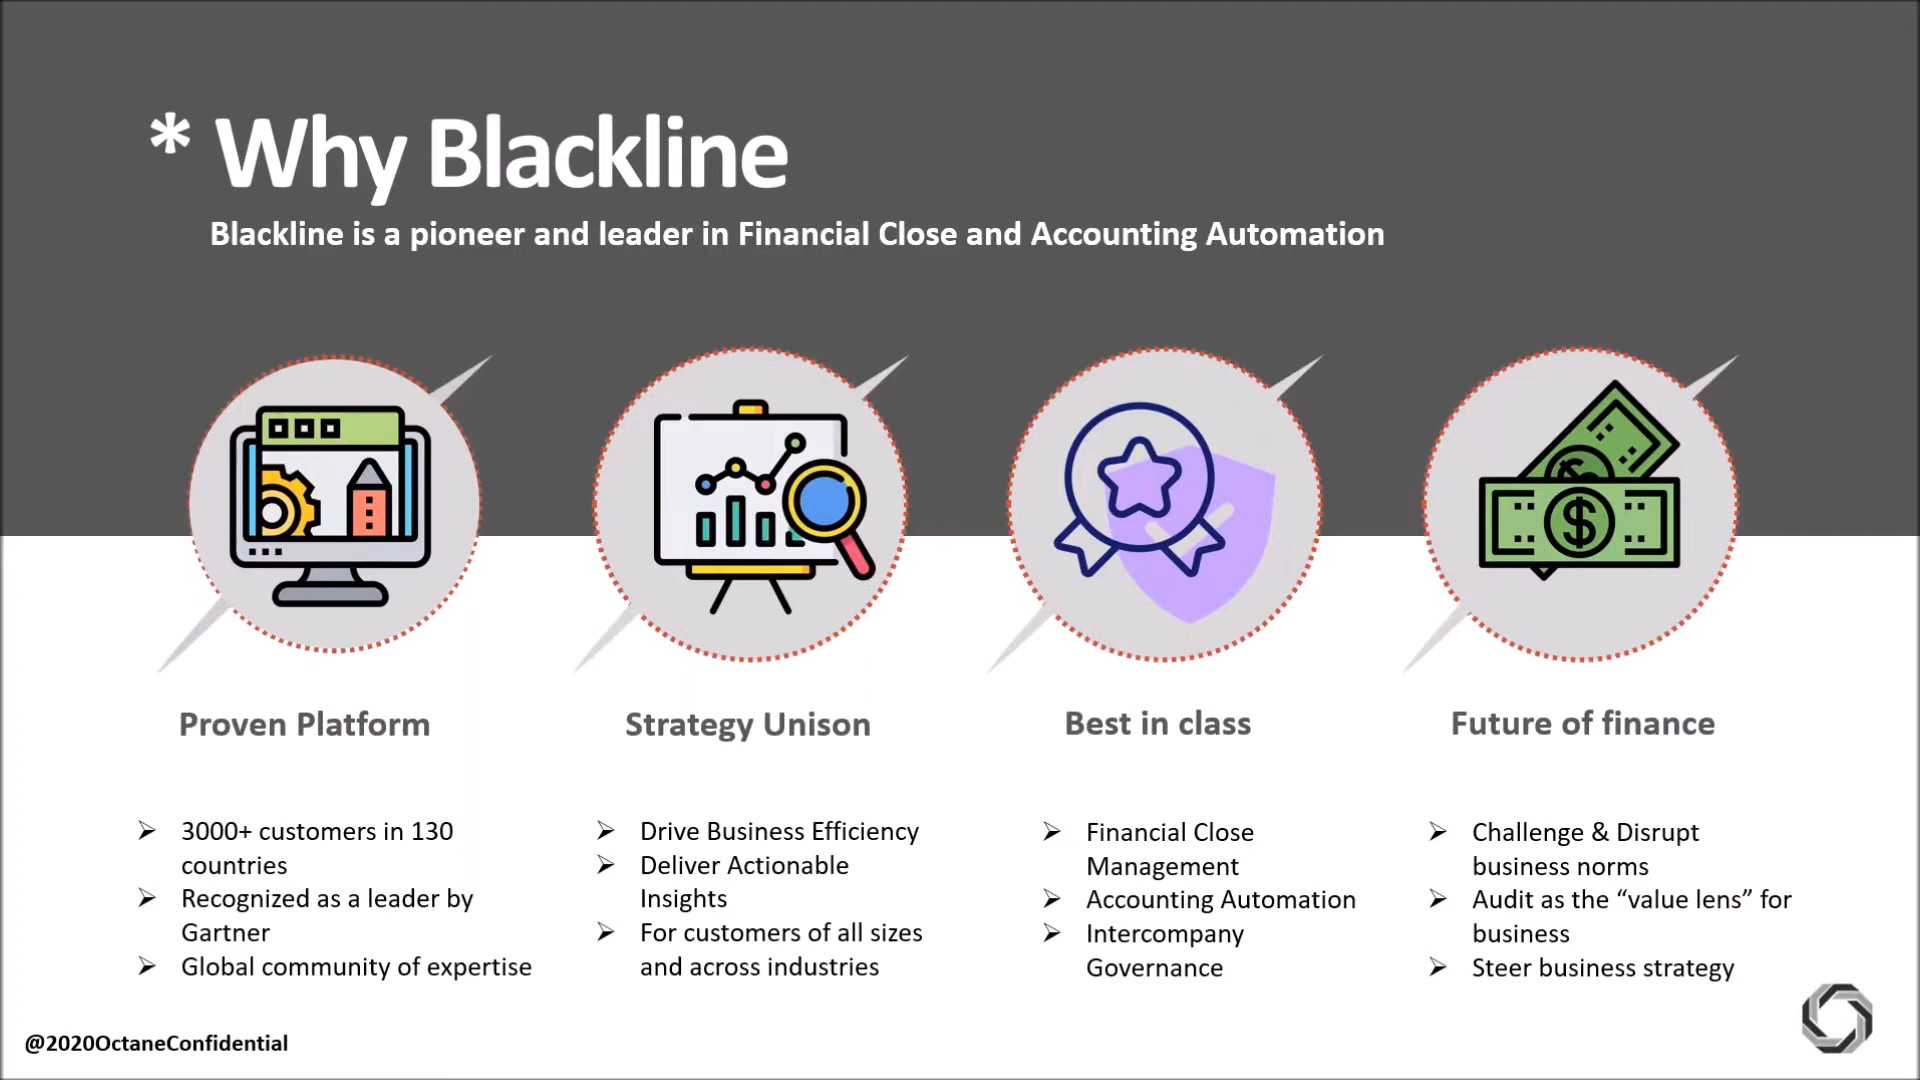 * Why Blackline
Blackline is a pioneer and leader in Financial Close and Accounting Automation
Proven Platform
➢ 3000+ customers in 130
countries
➢ Recognized as a leader by
Gartner
➢ Global community of expertise
Strategy Unison
➢ Drive Business Efficiency
➢ Deliver Actionable
Insights
➢ For customers of all sizes
and across industries
Best in class
➢ Financial Close
Management
➢ Accounting Automation
➢ Intercompany
Governance
Future of finance
➢ Challenge & Disrupt
business norms
➢ Audit as the “value lens” for
business
➢ Steer business strategy
@2020OctaneConfidential